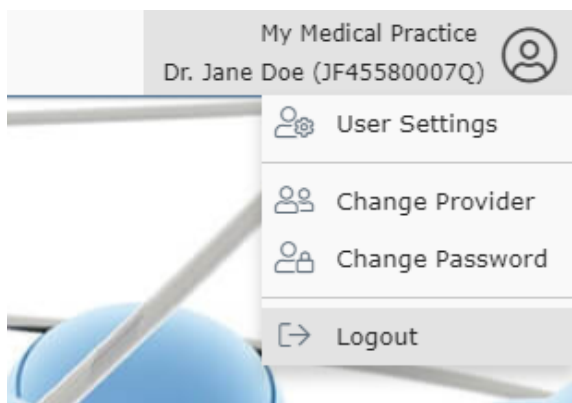 My Medical Practice
Dr. Jane Doe (JF45580007Q)
User Settings
Change Provider
Change Password
Logout